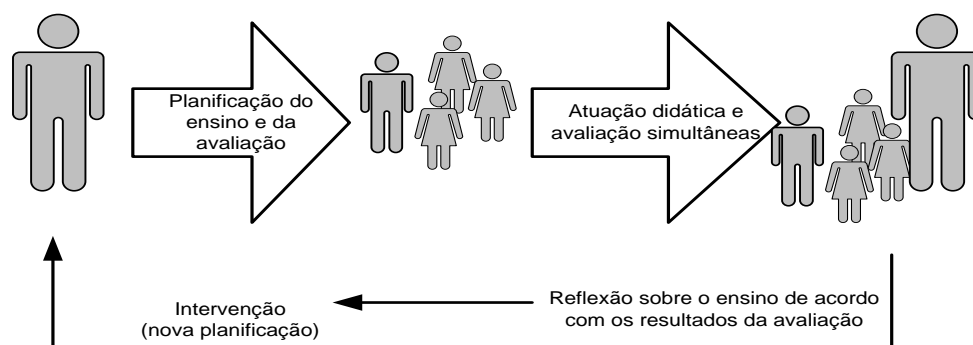 Planificação do
ensino e da
avaliação
Atuação didática e
avaliação simultâneas
Intervenção
(nova planificação)
Reflexão sobre o ensino de acordo
com os resultados da avaliação